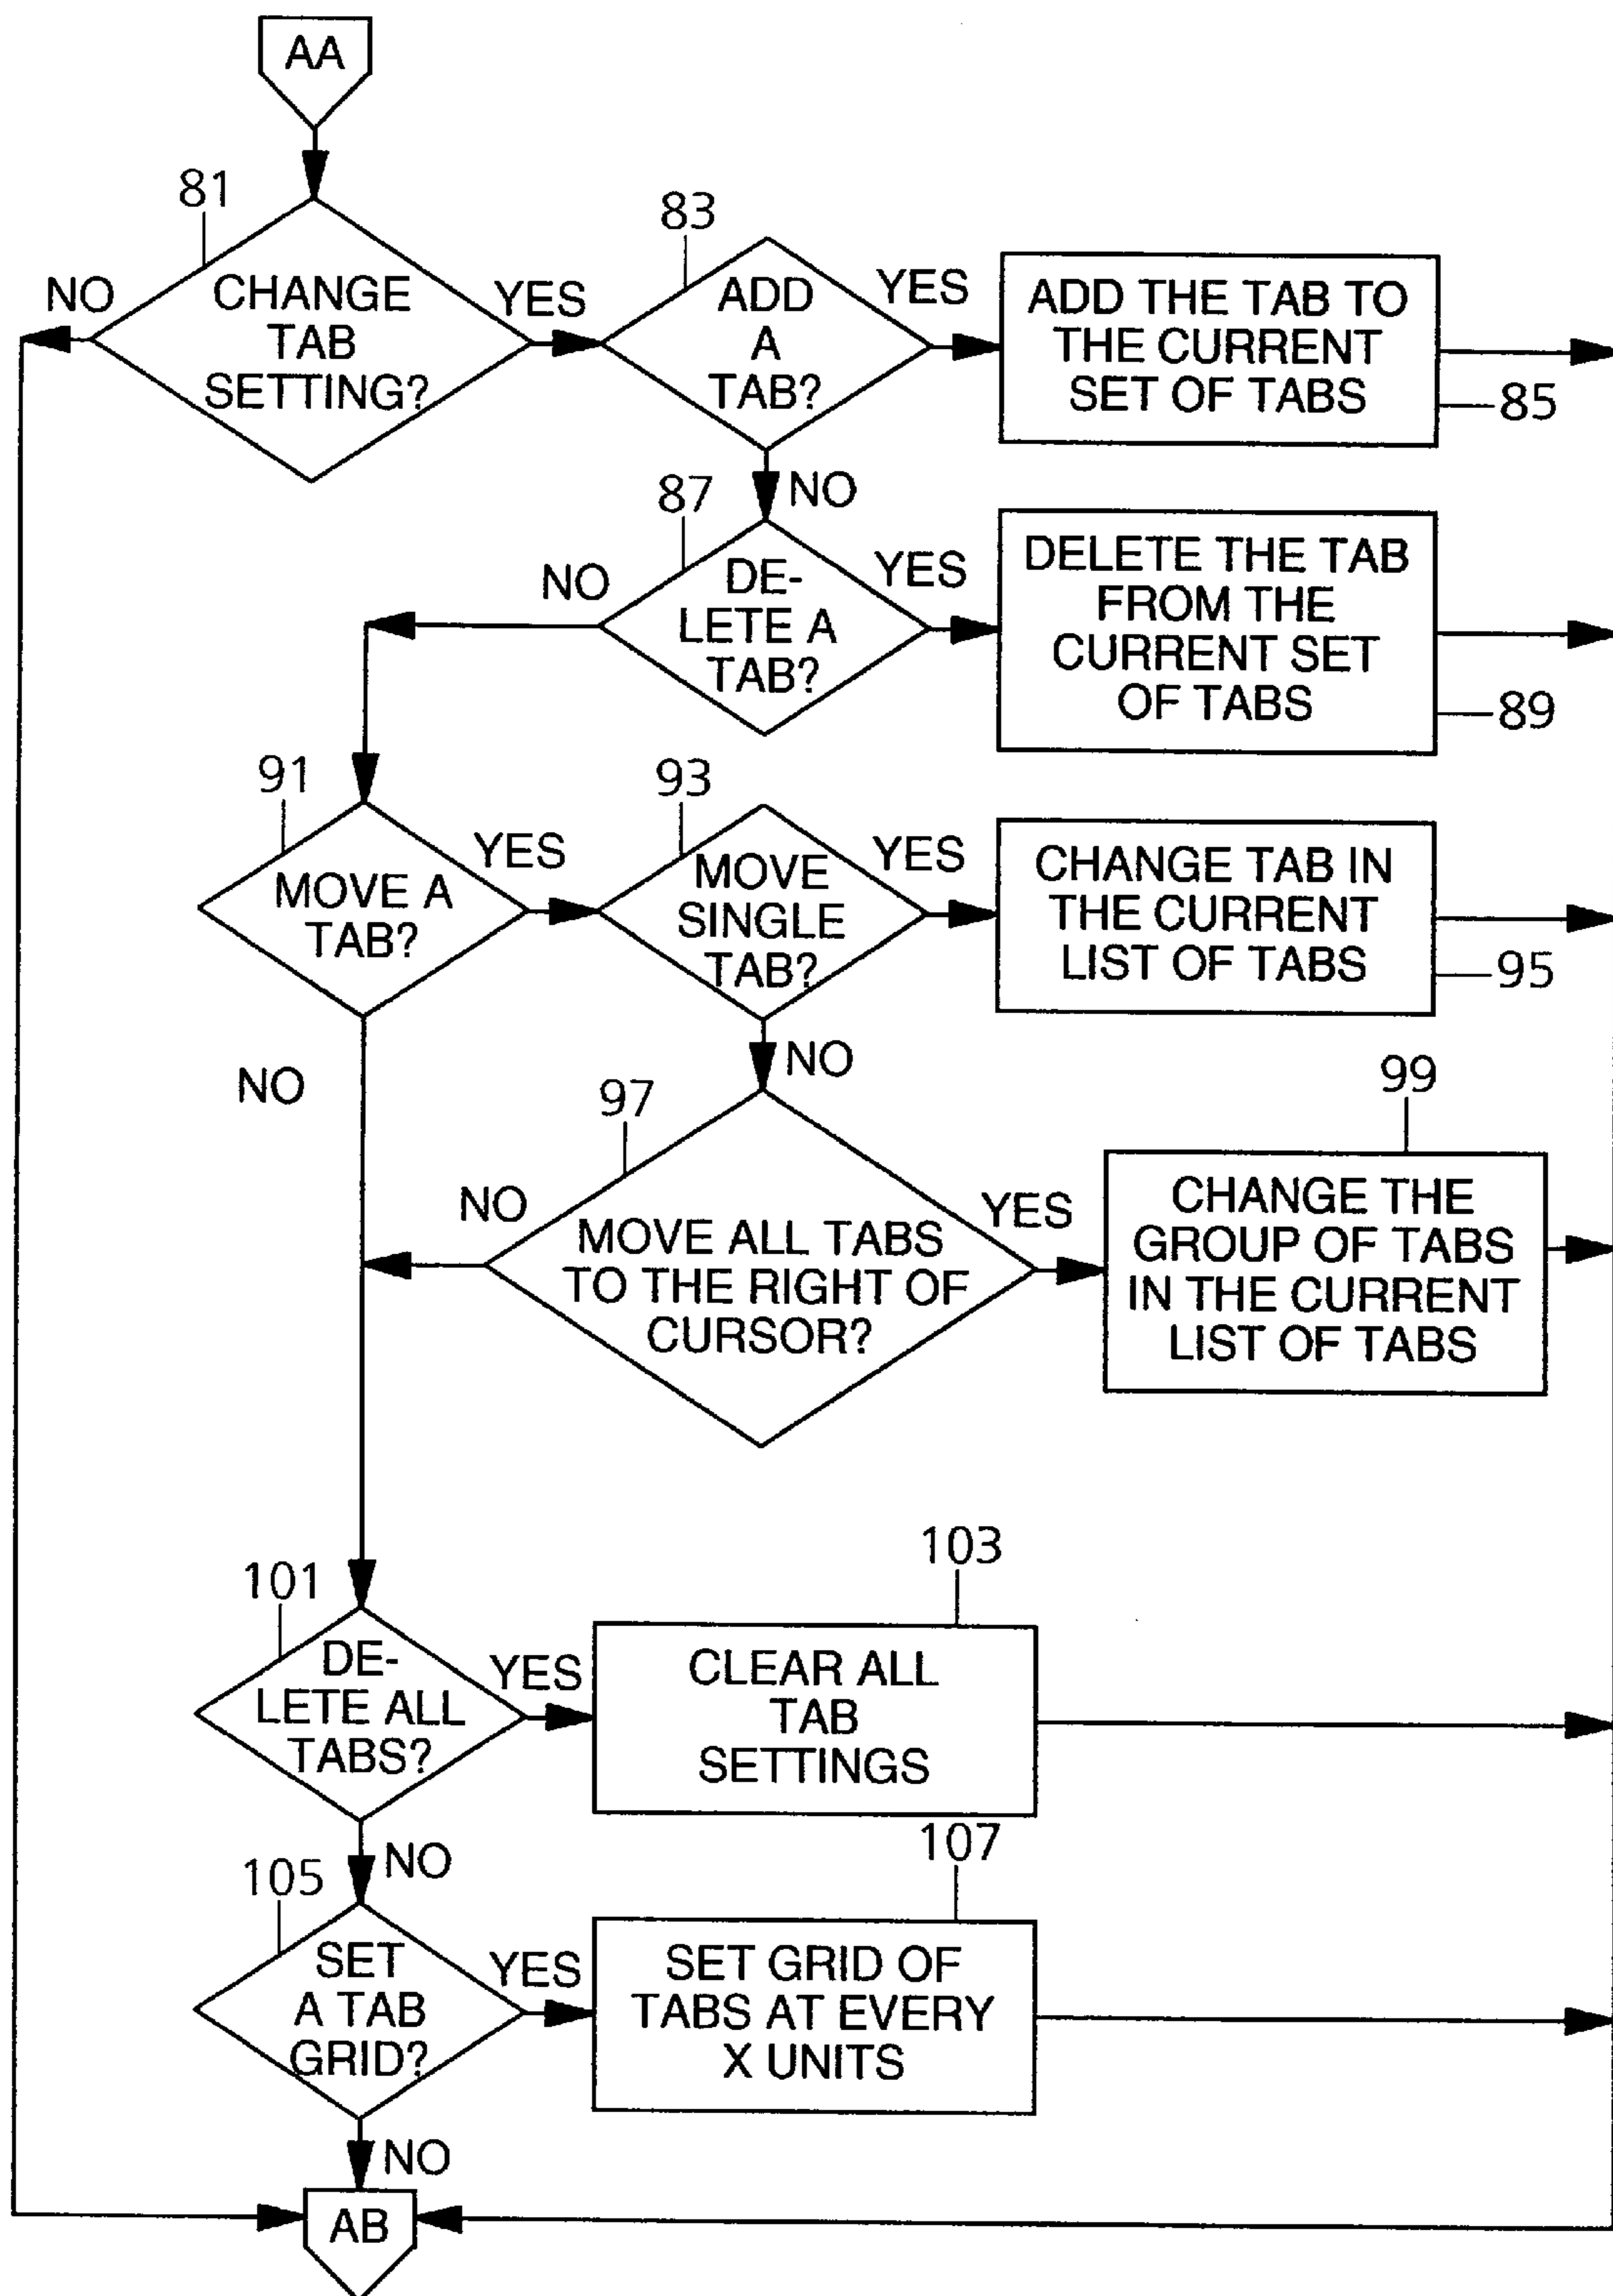 AA
81
CHANGE
TAB
SETTING?
NO
YES
83
ADD
A
TAB?
YES
NO
ADD THE TAB TO
THE CURRENT
SET OF TABS
85
87
DE-
LETE A
TAB?
NO
YES
DELETE THE TAB
FROM THE
CURRENT SET
OF TABS
89
91
MOVE A
TAB?
YES
NO
93
MOVE
SINGLE
TAB?
YES
NO
CHANGE TAB IN
THE CURRENT
LIST OF TABS
95
97
MOVE ALL TABS
TO THE RIGHT OF
CURSOR?
NO
YES
99
CHANGE THE
GROUP OF TABS
IN THE CURRENT
LIST OF TABS
101
DE-
LETE ALL
TABS?
YES
NO
103
CLEAR ALL
TAB
SETTINGS
105
SET
A TAB
GRID?
YES
NO
107
SET GRID OF
TABS AT EVERY
X UNITS
AB